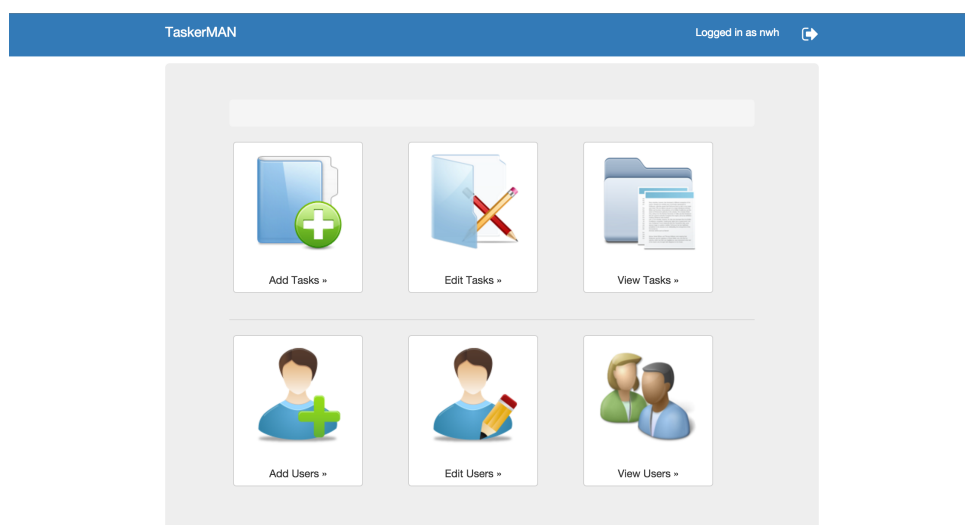 TaskerMAN
Logged in as nwh
Add Tasks »
Edit Tasks »
View Tasks »
Add Users »
Edit Users »
View Users »